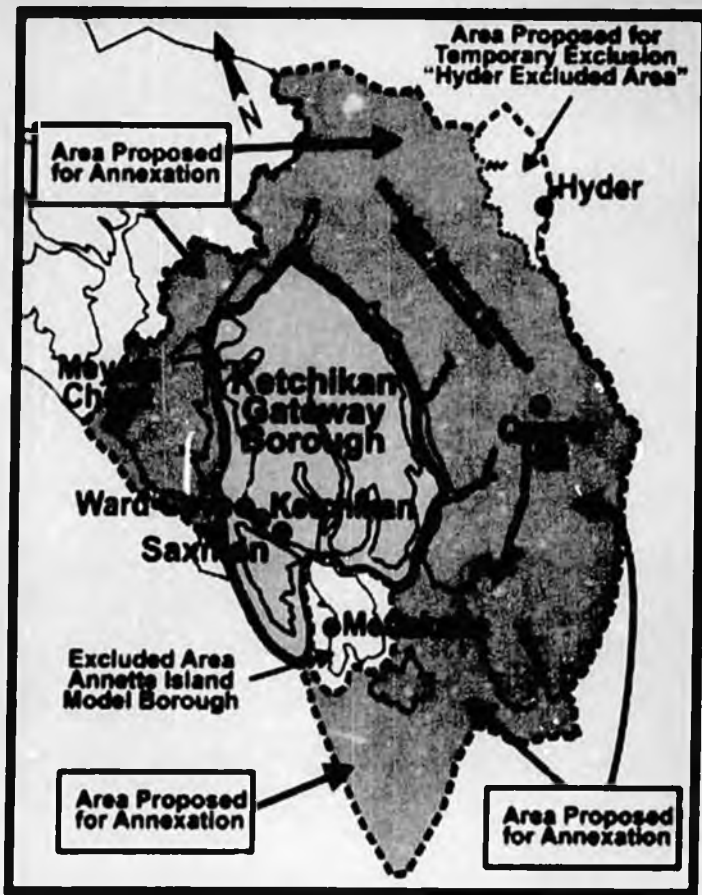 Area Proposed for
Temporary Exclusion
"Hyder Excluded Area"
N
Area Proposed
for Annexation
Hyder
Ketchikan
Gateway
Borough
Ketchikan
Saxman
Excluded Area
Annette Island
Model Borough
Area Proposed
for Annexation
Area Proposed
for Annexation